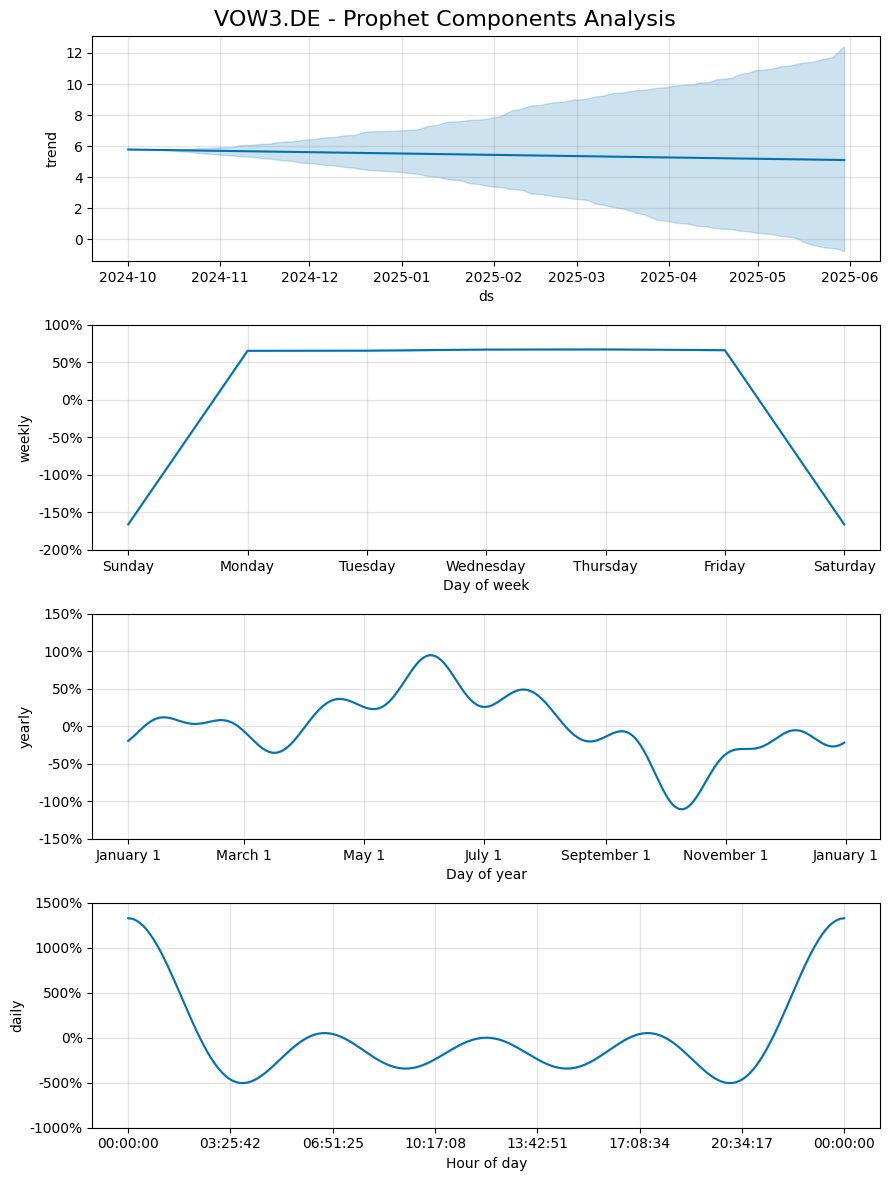 VOW3.DE - Prophet Components Analysis
12
10
8
6
4
2
0
trend
2024-10 2024-11 2024-12 2025-01 2025-02 2025-03 2025-04 2025-05 2025-06
ds
100%
50%
0%
-50%
-100%
-150%
-200%
weekly
Sunday Monday Tuesday Wednesday Thursday Friday Saturday
Day of week
150%
100%
50%
0%
-50%
-100%
-150%
yearly
January 1 March 1 May 1 July 1 September 1 November 1 January 1
Day of year
1500%
1000%
500%
0%
-500%
-1000%
daily
00:00:00 03:25:42 06:51:25 10:17:08 13:42:51 17:08:34 20:34:17 00:00:00
Hour of day